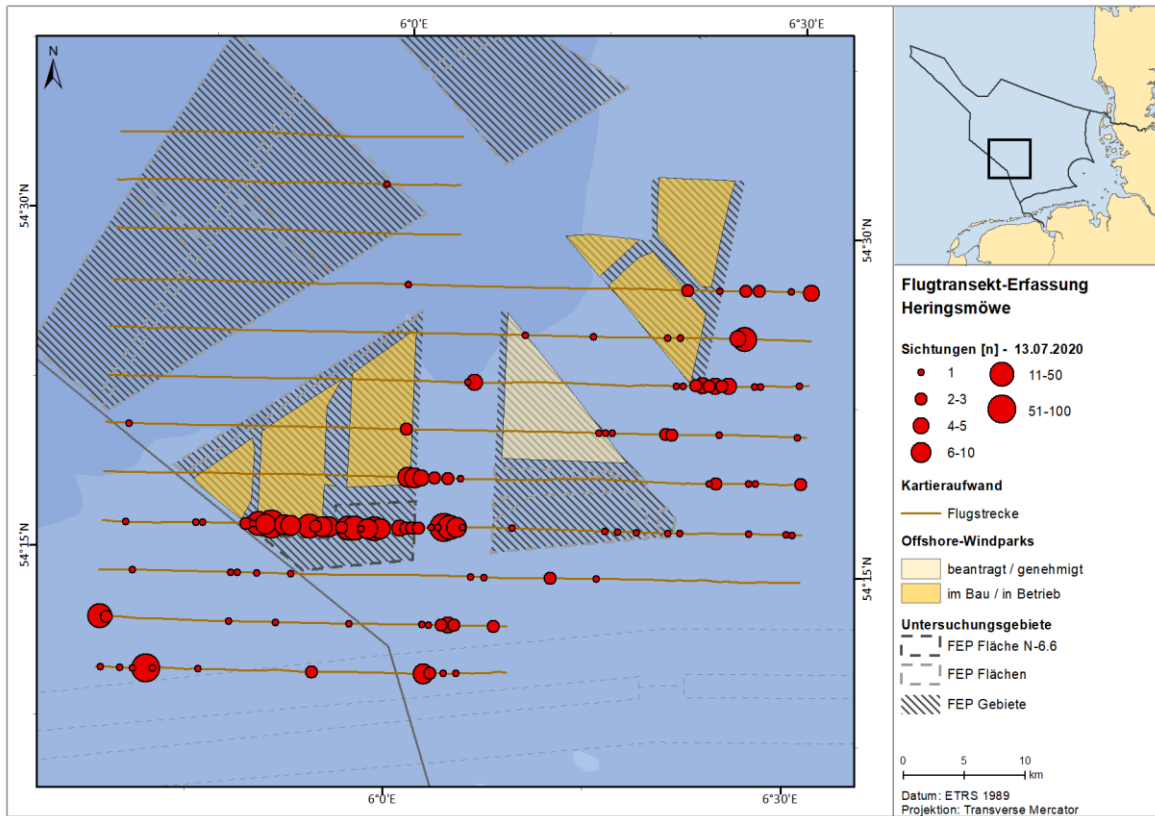 6°0'E
6°30'E
N
54°30'N
54°30'N
54°15'N
54°15'N
6°0'E
6°30'E
Flugtransekt-Erfassung
Heringsmöwe
Sichtungen [n] - 13.07.2020
1
11-50
2-3
51-100
4-5
6-10
Kartieraufwand
Flugstrecke
Offshore-Windparks
beantragt / genehmigt
im Bau / in Betrieb
Untersuchungsgebiete
FEP Fläche N-6.6
FEP Flächen
FEP Gebiete
0 5 10
km
Datum: ETRS 1989
Projektion: Transverse Mercator